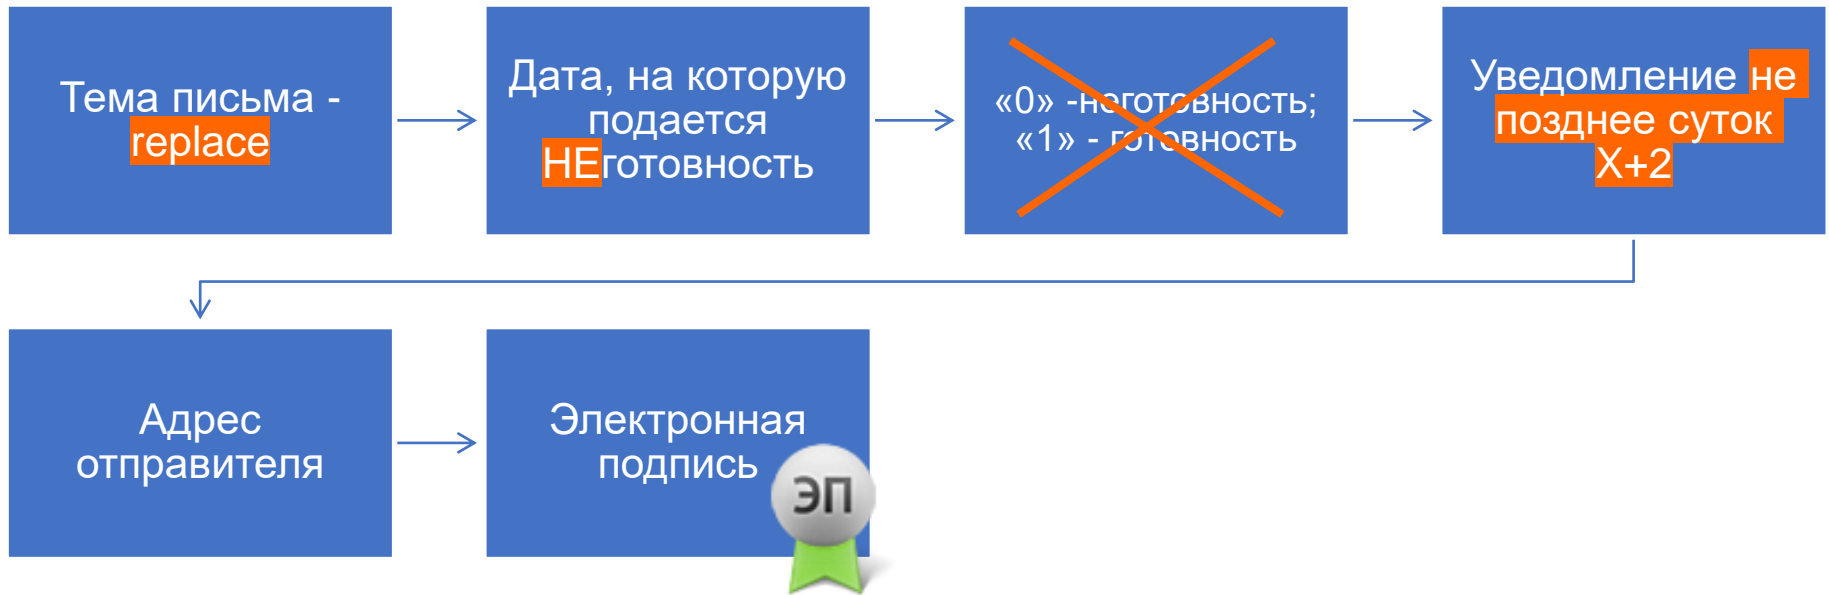 Тема письма -
replace
Дата, на которую
подается
НЕготовность
«0» -неготовность;
«1» - готовность
Уведомление не
позднее суток
X+2
Адрес
отправителя
Электронная
подпись
ЭП